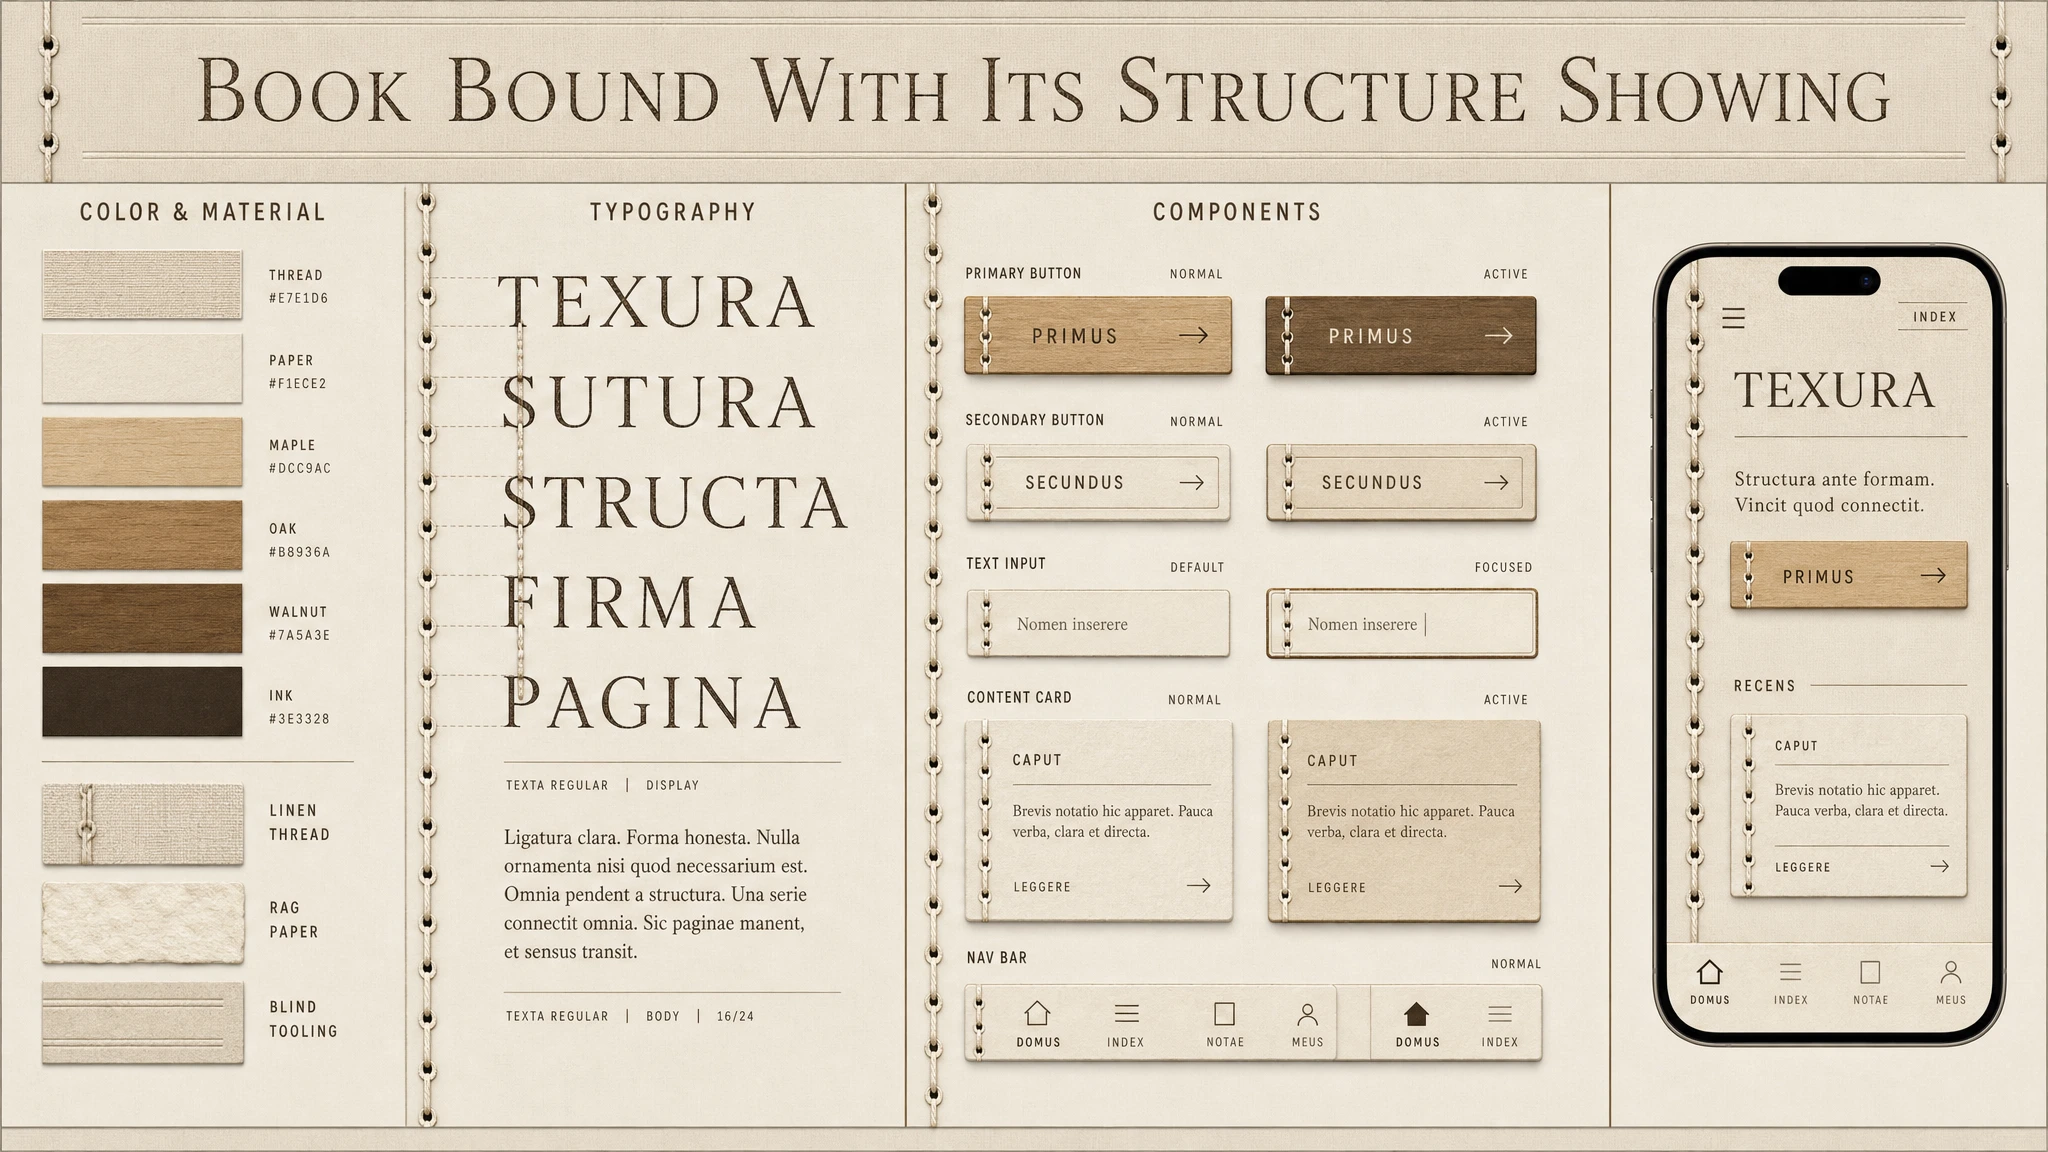 Book Bound With Its Structure Showing
COLOR & MATERIAL
THREAD
#E7E1D6
PAPER
#F1ECE2
MAPLE
#DCC9AC
OAK
#B8936A
WALNUT
#7A5A3E
INK
#3E3328
LINEN
THREAD
RAG
PAPER
BLIND
TOOLING
TYPOGRAPHY
TEXURA
SUTURA
STRUCTA
FIRMA
PAGINA
TEXTA REGULAR | DISPLAY
Ligatura clara. Forma honesta. Nulla
ornamenta nisi quod necessarium est.
Omnia pendent a structura. Una serie
connectit omnia. Sic paginae manent,
et sensus transit.
TEXTA REGULAR | BODY | 16/24
COMPONENTS
PRIMARY BUTTON NORMAL ACTIVE
PRIMUS → PRIMUS →
SECONDARY BUTTON NORMAL ACTIVE
SECUNDUS → SECUNDUS →
TEXT INPUT DEFAULT FOCUSED
Nomen inserere Nomen inserere |
CONTENT CARD NORMAL ACTIVE
CAPUT
Brevis notatio hic apparet. Pauca
verba, clara et directa.
LEGGERE →
CAPUT
Brevis notatio hic apparet. Pauca
verba, clara et directa.
LEGGERE →
NAV BAR NORMAL
DOMUS INDEX NOTAE MEUS DOMUS INDEX
INDEX
TEXURA
Structura ante formam.
Vincit quod connectit.
PRIMUS →
RECENS
CAPUT
Brevis notatio hic apparet.
Pauca verba, clara et directa.
LEGGERE →
DOMUS INDEX NOTAE MEUS